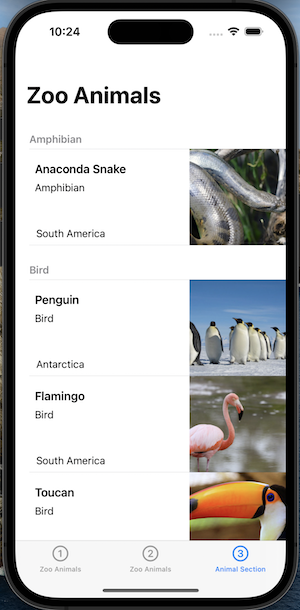 10:24
Zoo Animals
Amphibian
Anaconda Snake
Amphibian
South America
Bird
Penguin
Bird
Antarctica
Flamingo
Bird
South America
Toucan
Bird
1
Zoo Animals
2
Zoo Animals
3
Animal Section